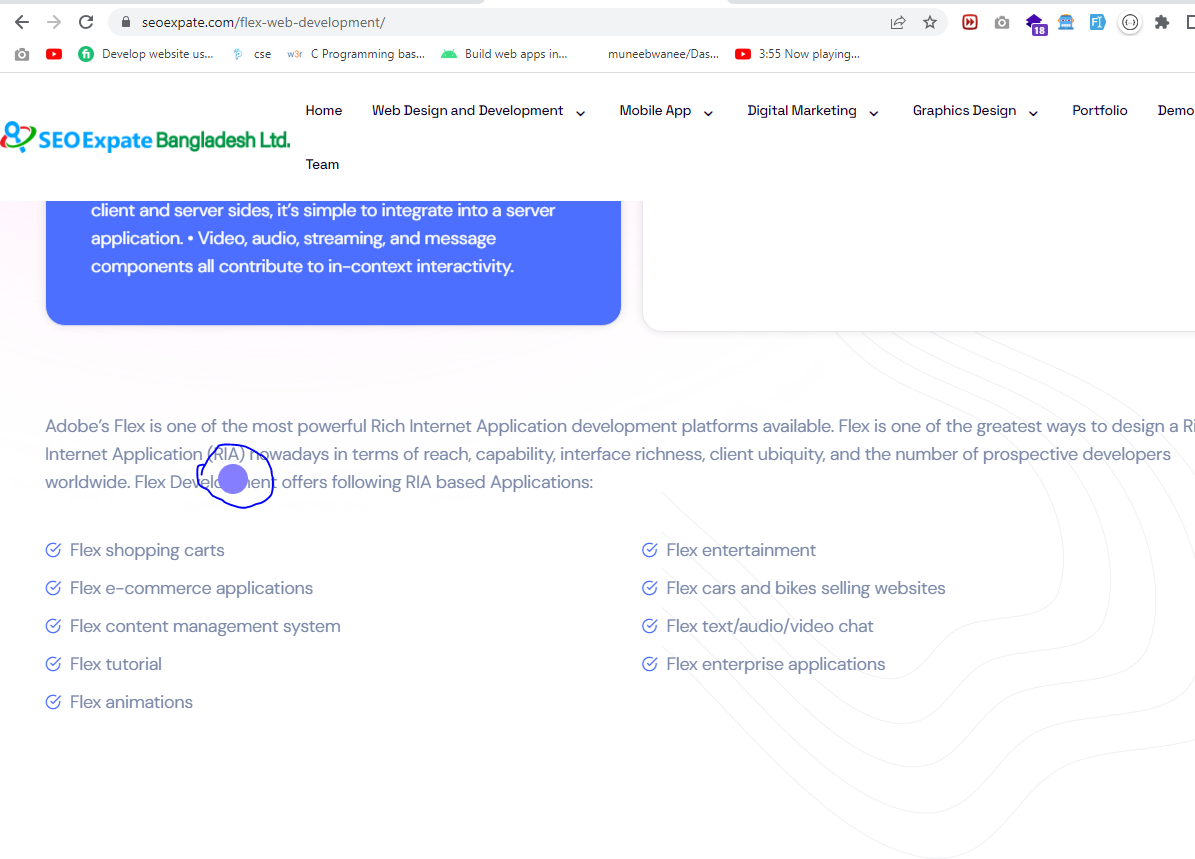 seoexpate.com/flex-web-development/
18
Develop website us...
cse
w3r
C Programming bas...
Build web apps in...
muneebwanee/Das...
3:55 Now playing...
SEO Expate Bangladesh Ltd.
Home
Web Design and Development
Mobile App
Digital Marketing
Graphics Design
Portfolio
Demo
Team
client and server sides, it's simple to integrate into a server
application. • Video, audio, streaming, and message
components all contribute to in-context interactivity.
Adobe's Flex is one of the most powerful Rich Internet Application development platforms available. Flex is one of the greatest ways to design a Ri
Internet Application (RIA) nowadays in terms of reach, capability, interface richness, client ubiquity, and the number of prospective developers
worldwide. Flex Development offers following RIA based Applications:
Flex shopping carts
Flex e-commerce applications
Flex content management system
Flex tutorial
Flex animations
Flex entertainment
Flex cars and bikes selling websites
Flex text/audio/video chat
Flex enterprise applications